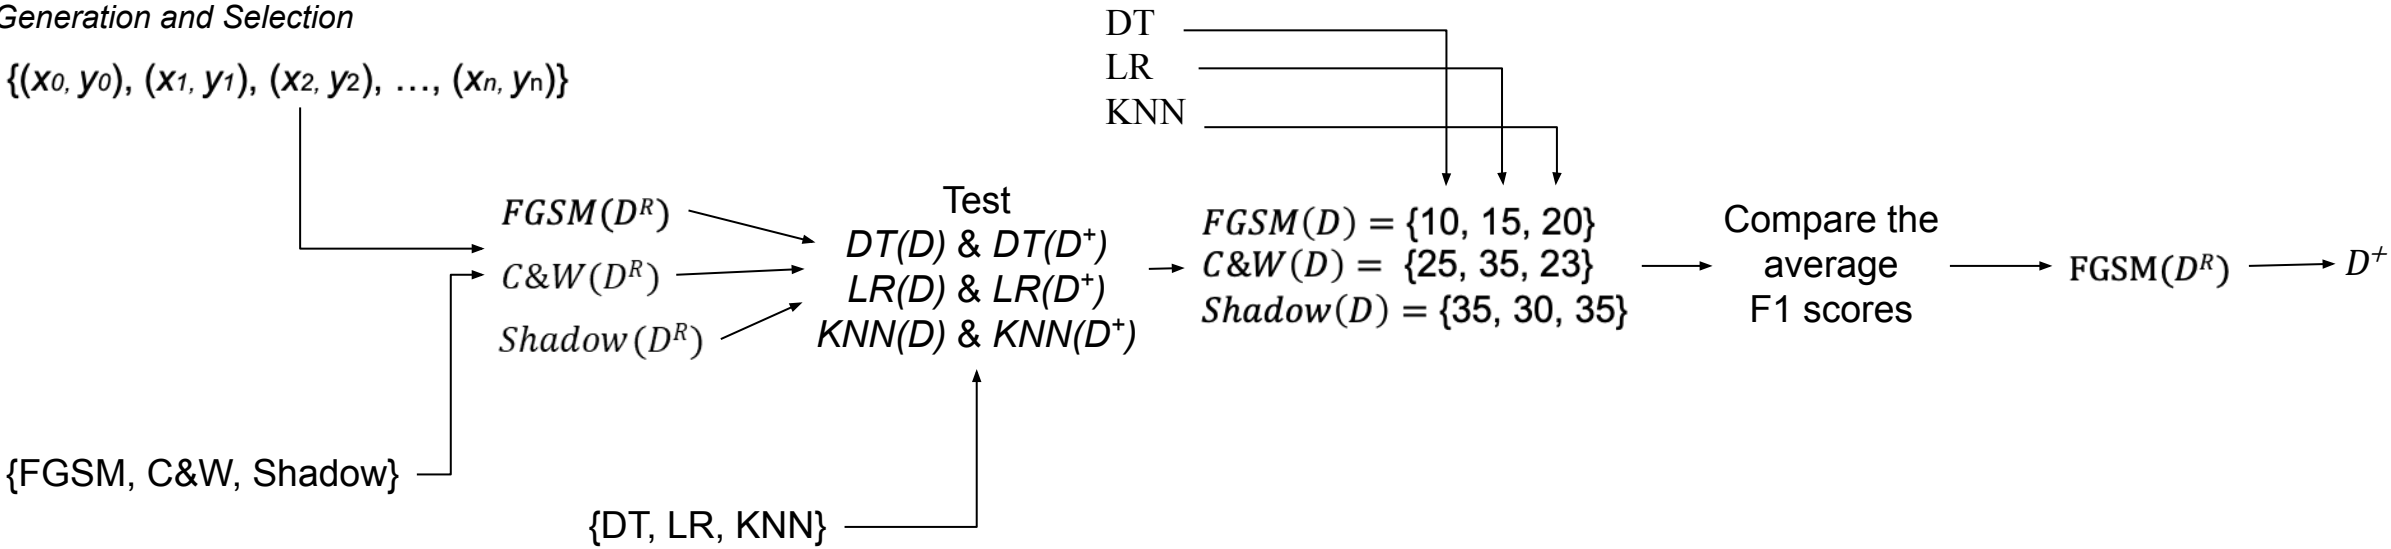 Generation and Selection
{(x0, y0), (x1, y1), (x2, y2), …, (xn, yn)}
DT
LR
KNN
FGSM(D^R)
C&W(D^R)
Shadow(D^R)
Test
DT(D) & DT(D⁺)
LR(D) & LR(D⁺)
KNN(D) & KNN(D⁺)
FGSM(D) = {10, 15, 20}
C&W(D) = {25, 35, 23}
Shadow(D) = {35, 30, 35}
Compare the
average
F1 scores
FGSM(D^R)
D⁺
{FGSM, C&W, Shadow}
{DT, LR, KNN}